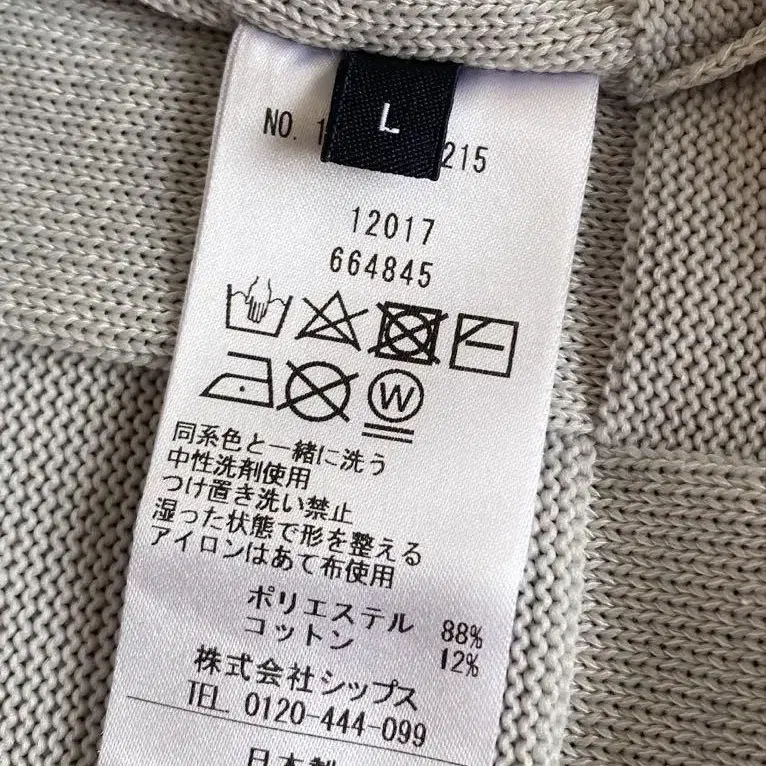 L
NO. 215
12017
664845
W
同系色と一緒に洗う
中性洗剤使用
つけ置き洗い禁止
湿った状態で形を整える
アイロンはあて布使用
ポリエステル 88%
コットン 12%
株式会社シップス
TEL 0120-444-099
日本製